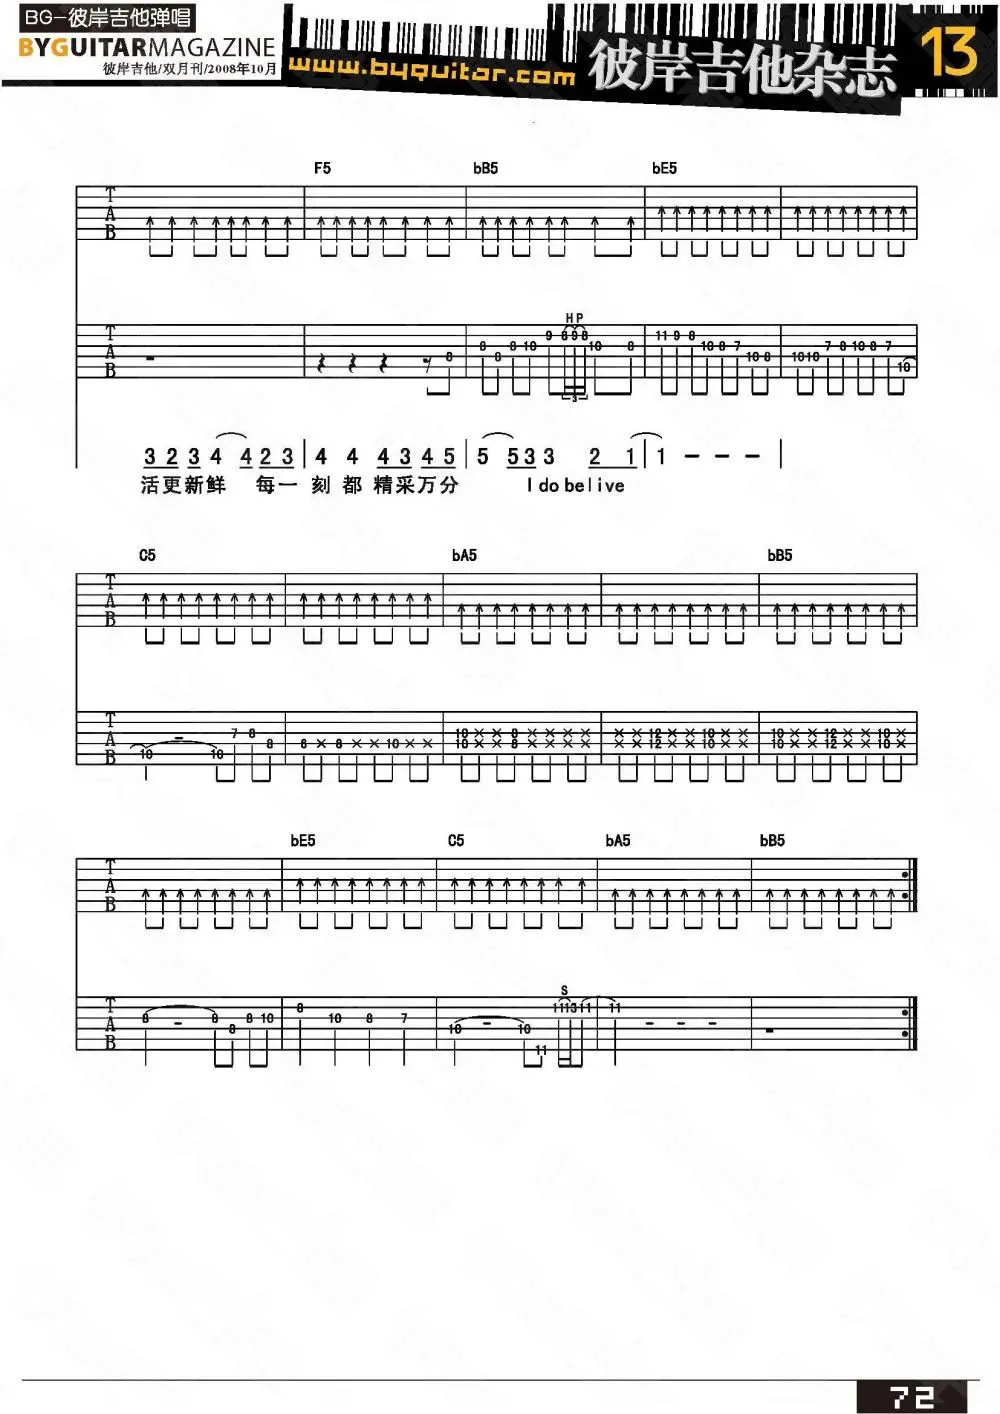 BG-彼岸吉他弹唱
BYGUITARMAGAZINE
彼岸吉他/双月刊/2008年10月
www.byguitar.com
彼岸吉他杂志
13
F5 bB5 bE5
T
A
B
H P
9 8 9 8 11 9 8
8 8 10 10 8 10 8 7 7 8 10 8 7
8 8 10 8 10 10 10
3
T
A
B
3 2 3 4 4 2 3 4 4 4 3 4 5 5 5 3 3 2 1 1 - - -
活更新鲜 每一 刻 都 精采万分 I do belive
C5 bA5 bB5
T
A
B
7 8 10 × × 8 × × 10 × × × 12 × × 10 × 10 × × 12 × × 10 ×
8 6 × 8 × × 10 × × 10 × × 8 × × 10 × × × 12 × × 10 × 10 × × 12 × × 10 ×
10 10
T
A
B
bE5 C5 bA5 bB5
T
A
B
S
8 11 11 13 11 11
8 8 8 10 10 8 7
8 10 10
11
T
A
B
72